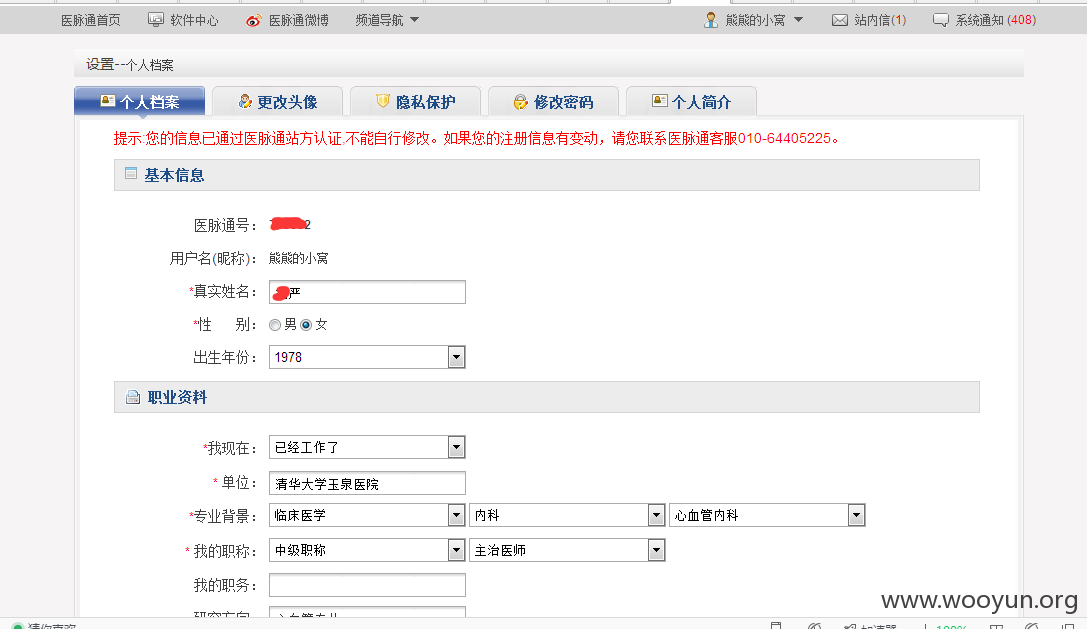 医脉通首页 软件中心 医脉通微博 频道导航 熊熊的小窝 站内信(1) 系统通知 (408)
设置--个人档案
个人档案 更改头像 隐私保护 修改密码 个人简介
提示:您的信息已通过医脉通站方认证,不能自行修改。如果您的注册信息有变动，请您联系医脉通客服010-64405225。
基本信息
医脉通号： 2
用户名(昵称)： 熊熊的小窝
*真实姓名： 严
*性 别： 男 女
出生年份： 1978
职业资料
*我现在： 已经工作了
* 单位： 清华大学玉泉医院
*专业背景： 临床医学 内科 心血管内科
* 我的职称： 中级职称 主治医师
我的职务：
研究方向
www.wooyun.org
猜你喜欢 加速器 100%